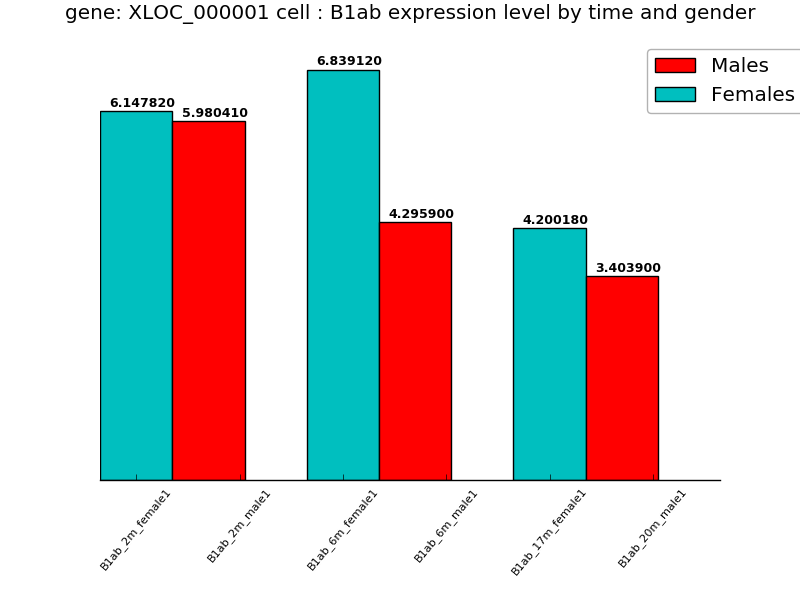 gene: XLOC_000001 cell : B1ab expression level by time and gender
Males
Females
6.147820
5.980410
6.839120
4.295900
4.200180
3.403900
B1ab_2m_female1
B1ab_2m_male1
B1ab_6m_female1
B1ab_6m_male1
B1ab_17m_female1
B1ab_20m_male1